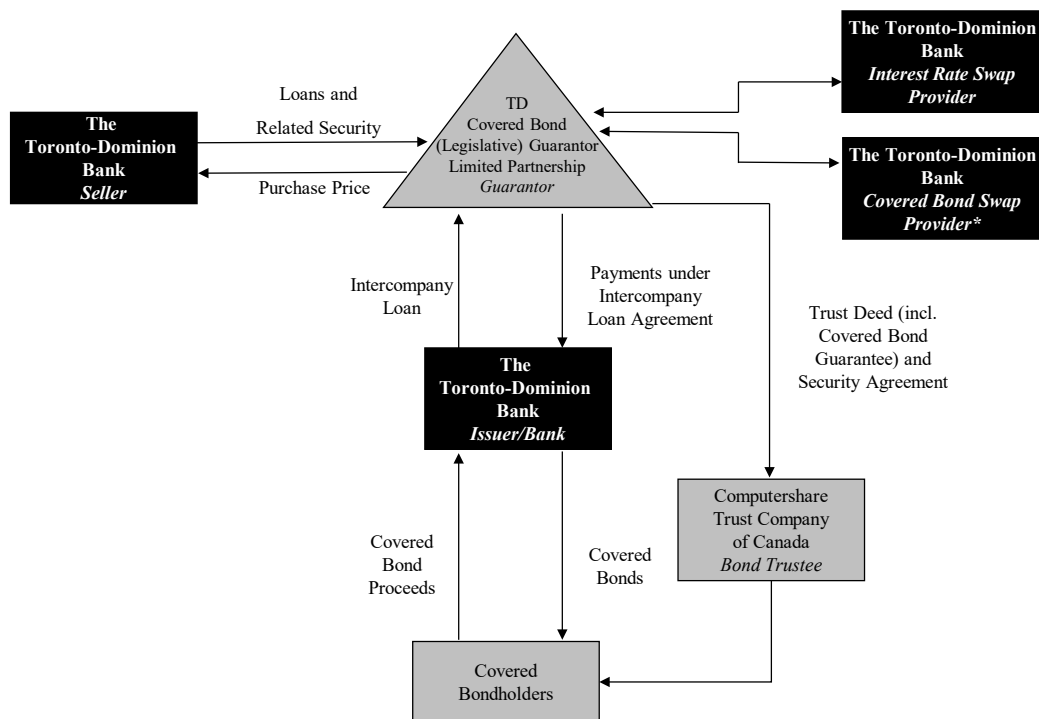 The Toronto-Dominion
Bank
Interest Rate Swap
Provider
TD
Covered Bond
(Legislative) Guarantor
Limited Partnership
Guarantor
Loans and
Related Security
Purchase Price
The
Toronto-Dominion
Bank
Seller
The Toronto-Dominion
Bank
Covered Bond Swap
Provider*
Intercompany
Loan
Payments under
Intercompany
Loan Agreement
Trust Deed (incl.
Covered Bond
Guarantee) and
Security Agreement
The
Toronto-Dominion
Bank
Issuer/Bank
Computershare
Trust Company
of Canada
Bond Trustee
Covered
Bond
Proceeds
Covered
Bonds
Covered
Bondholders